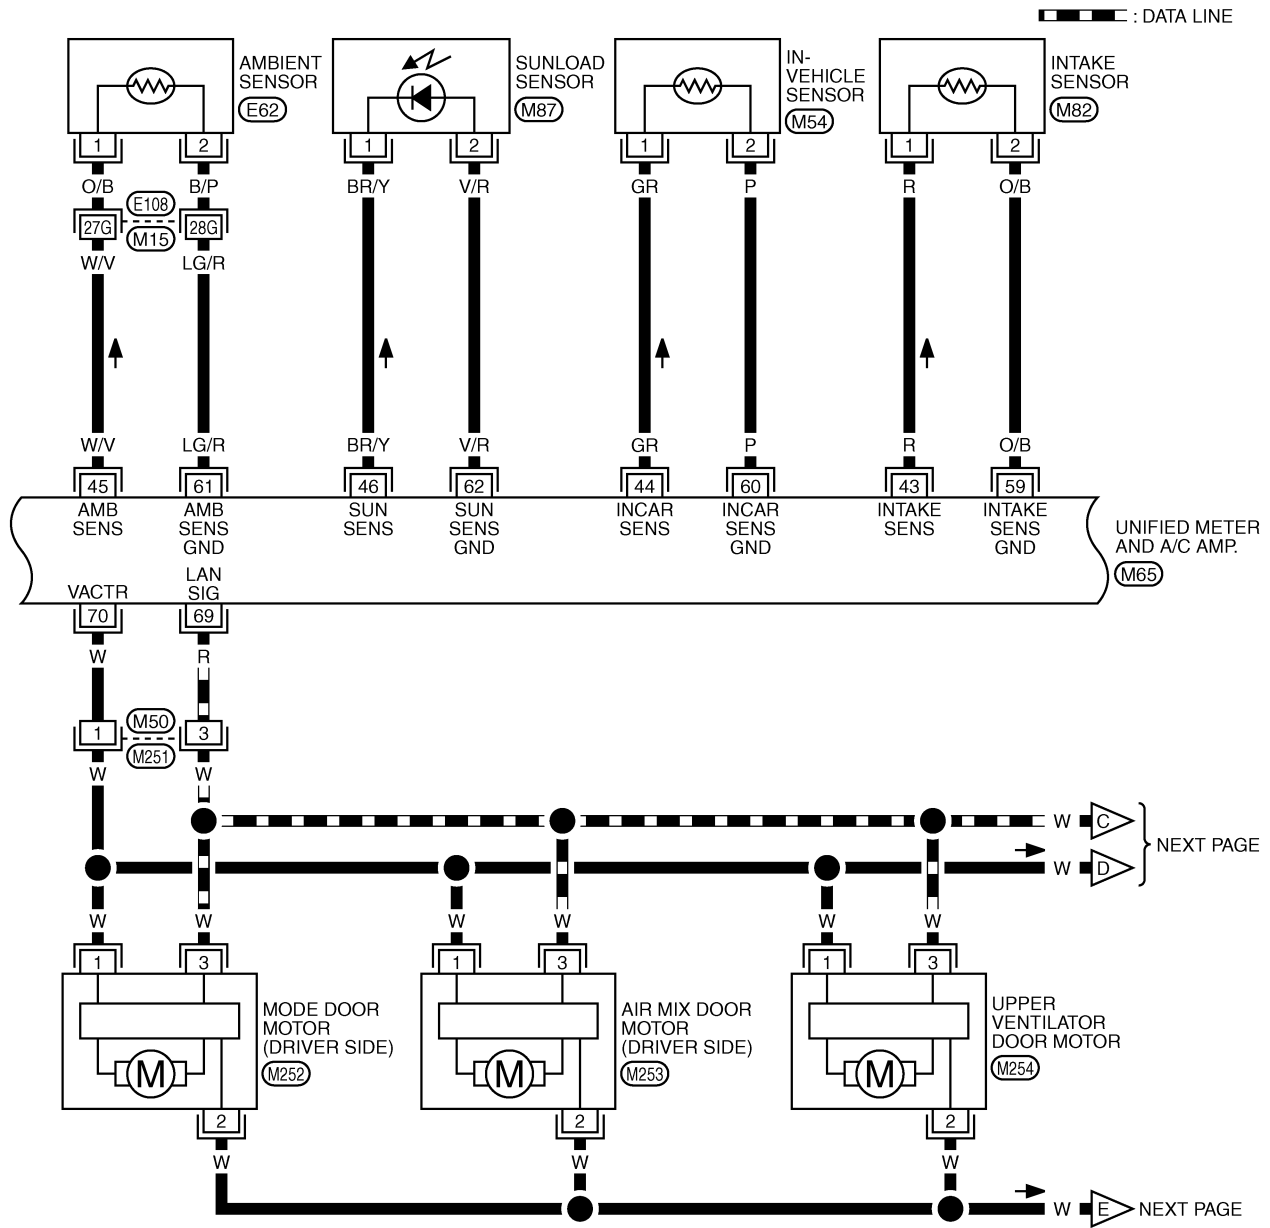 : DATA LINE
AMBIENT
SENSOR
E62
SUNLOAD
SENSOR
M87
IN-
VEHICLE
SENSOR
M54
INTAKE
SENSOR
M82
1 2 1 2 1 2 1 2
O/B B/P BR/Y V/R GR P R O/B
E108
27G 28G
M15
W/V LG/R
W/V LG/R BR/Y V/R GR P R O/B
45 61 46 62 44 60 43 59
AMB
SENS
AMB
SENS
GND
SUN
SENS
SUN
SENS
GND
INCAR
SENS
INCAR
SENS
GND
INTAKE
SENS
INTAKE
SENS
GND
UNIFIED METER
AND A/C AMP.
M65
VACTR
LAN
SIG
70 69
W R
M50
1 3
M251
W W
W C
NEXT PAGE
W D
W W W W W W
1 3 1 3 1 3
MODE DOOR
MOTOR
(DRIVER SIDE)
M252
M
AIR MIX DOOR
MOTOR
(DRIVER SIDE)
M253
M
UPPER
VENTILATOR
DOOR MOTOR
M254
M
2 2 2
W W W
W E NEXT PAGE